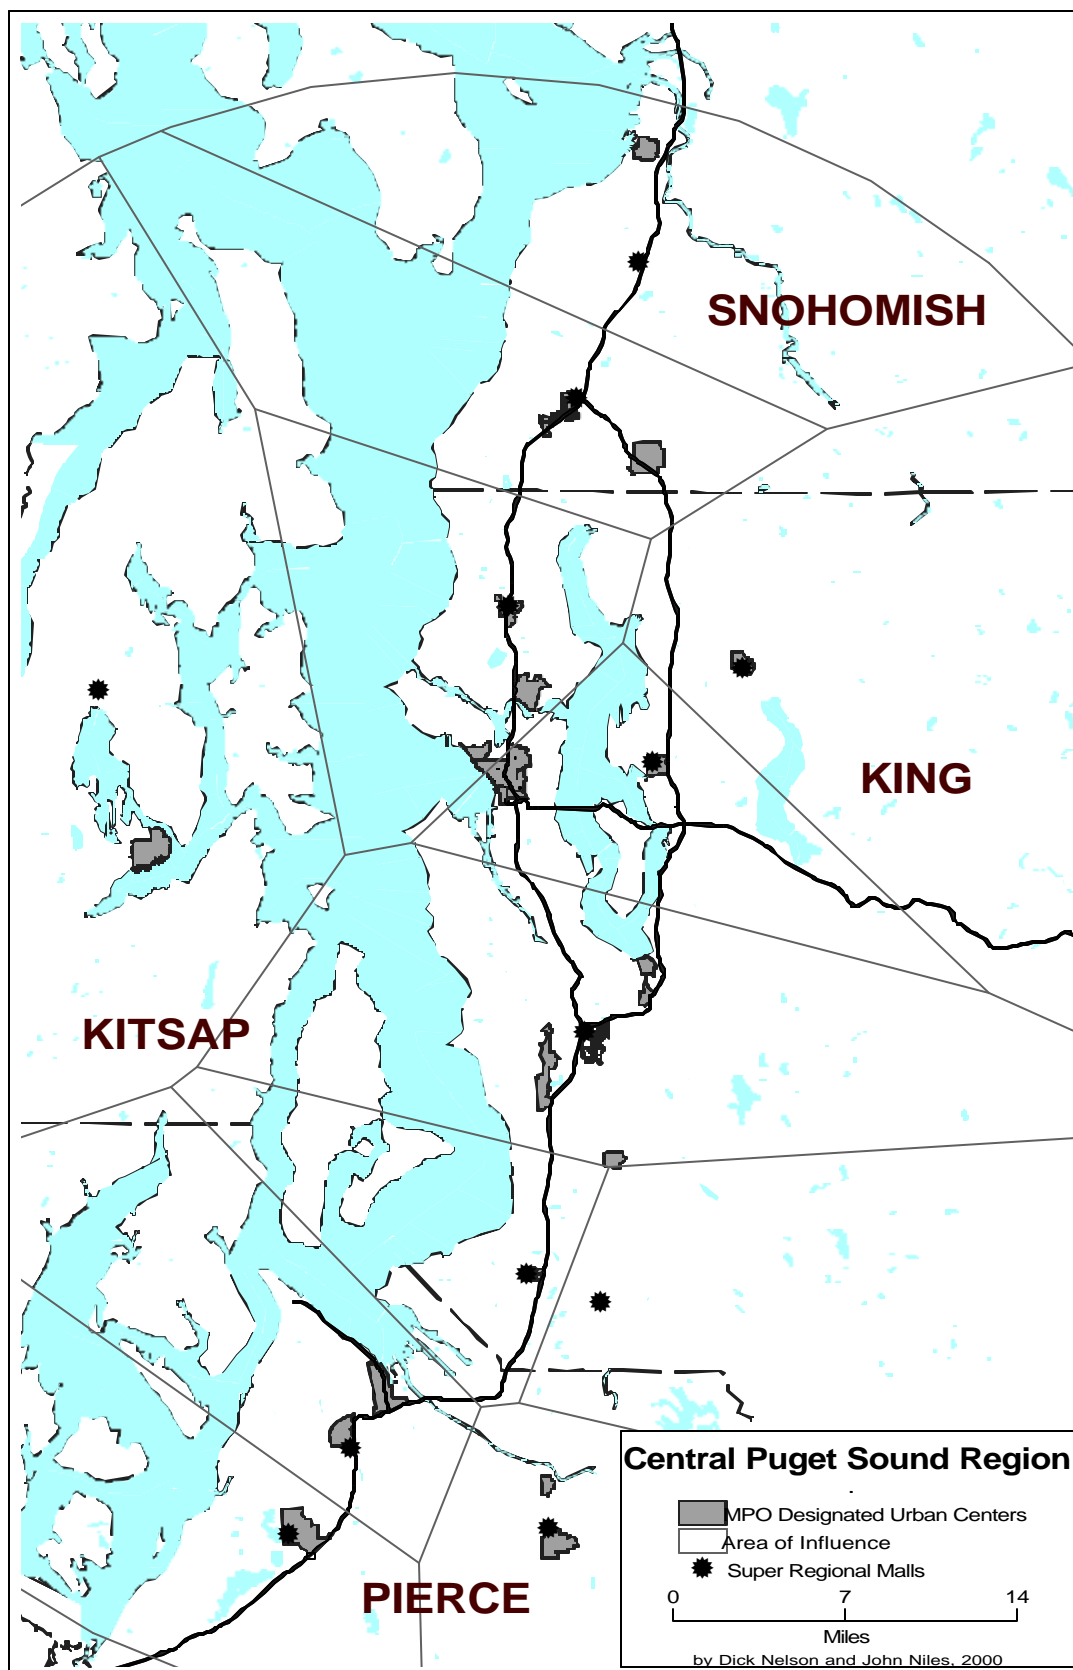 SNOHOMISH
KING
KITSAP
PIERCE
Central Puget Sound Region
.
MPO Designated Urban Centers
Area of Influence
Super Regional Malls
0 7 14
Miles
by Dick Nelson and John Niles, 2000